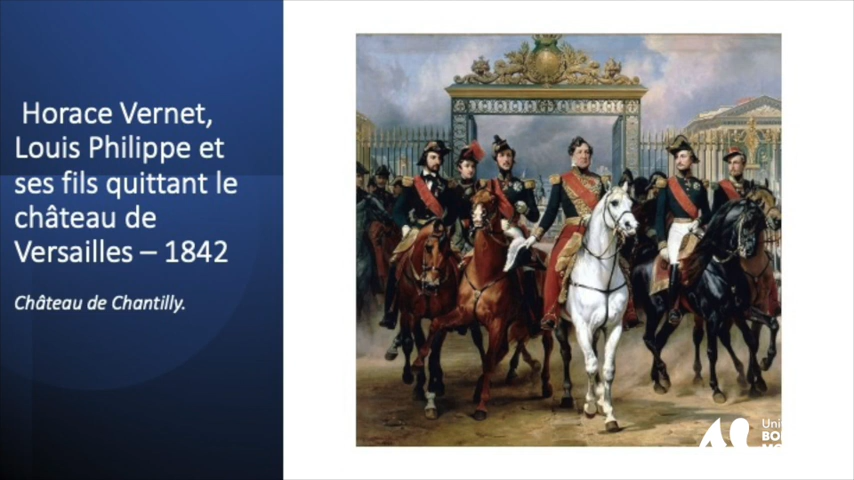 Horace Vernet,
Louis Philippe et
ses fils quittant le
château de
Versailles – 1842
Château de Chantilly.